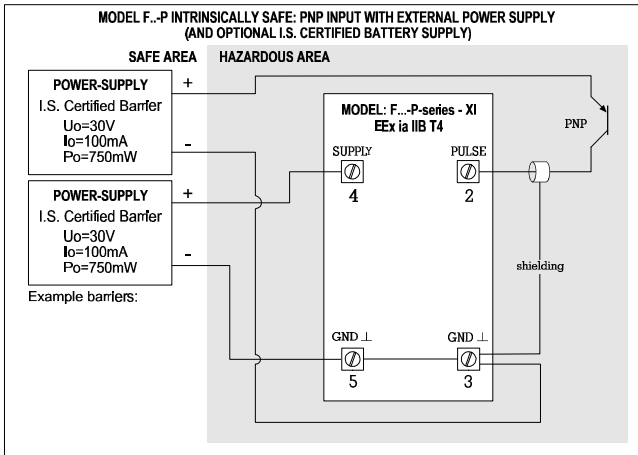 MODEL F..-P INTRINSICALLY SAFE: PNP INPUT WITH EXTERNAL POWER SUPPLY
(AND OPTIONAL I.S. CERTIFIED BATTERY SUPPLY)
SAFE AREA HAZARDOUS AREA
POWER-SUPPLY
I.S. Certified Barrier
Uo=30V
Io=100mA
Po=750mW
+
-
POWER-SUPPLY
I.S. Certified Barrier
Uo=30V
Io=100mA
Po=750mW
+
-
Example barriers:
MODEL: F...-P-series - XI
EEx ia IIB T4
SUPPLY
4
PULSE
2
PNP
shielding
GND ⊥
5
GND ⊥
3